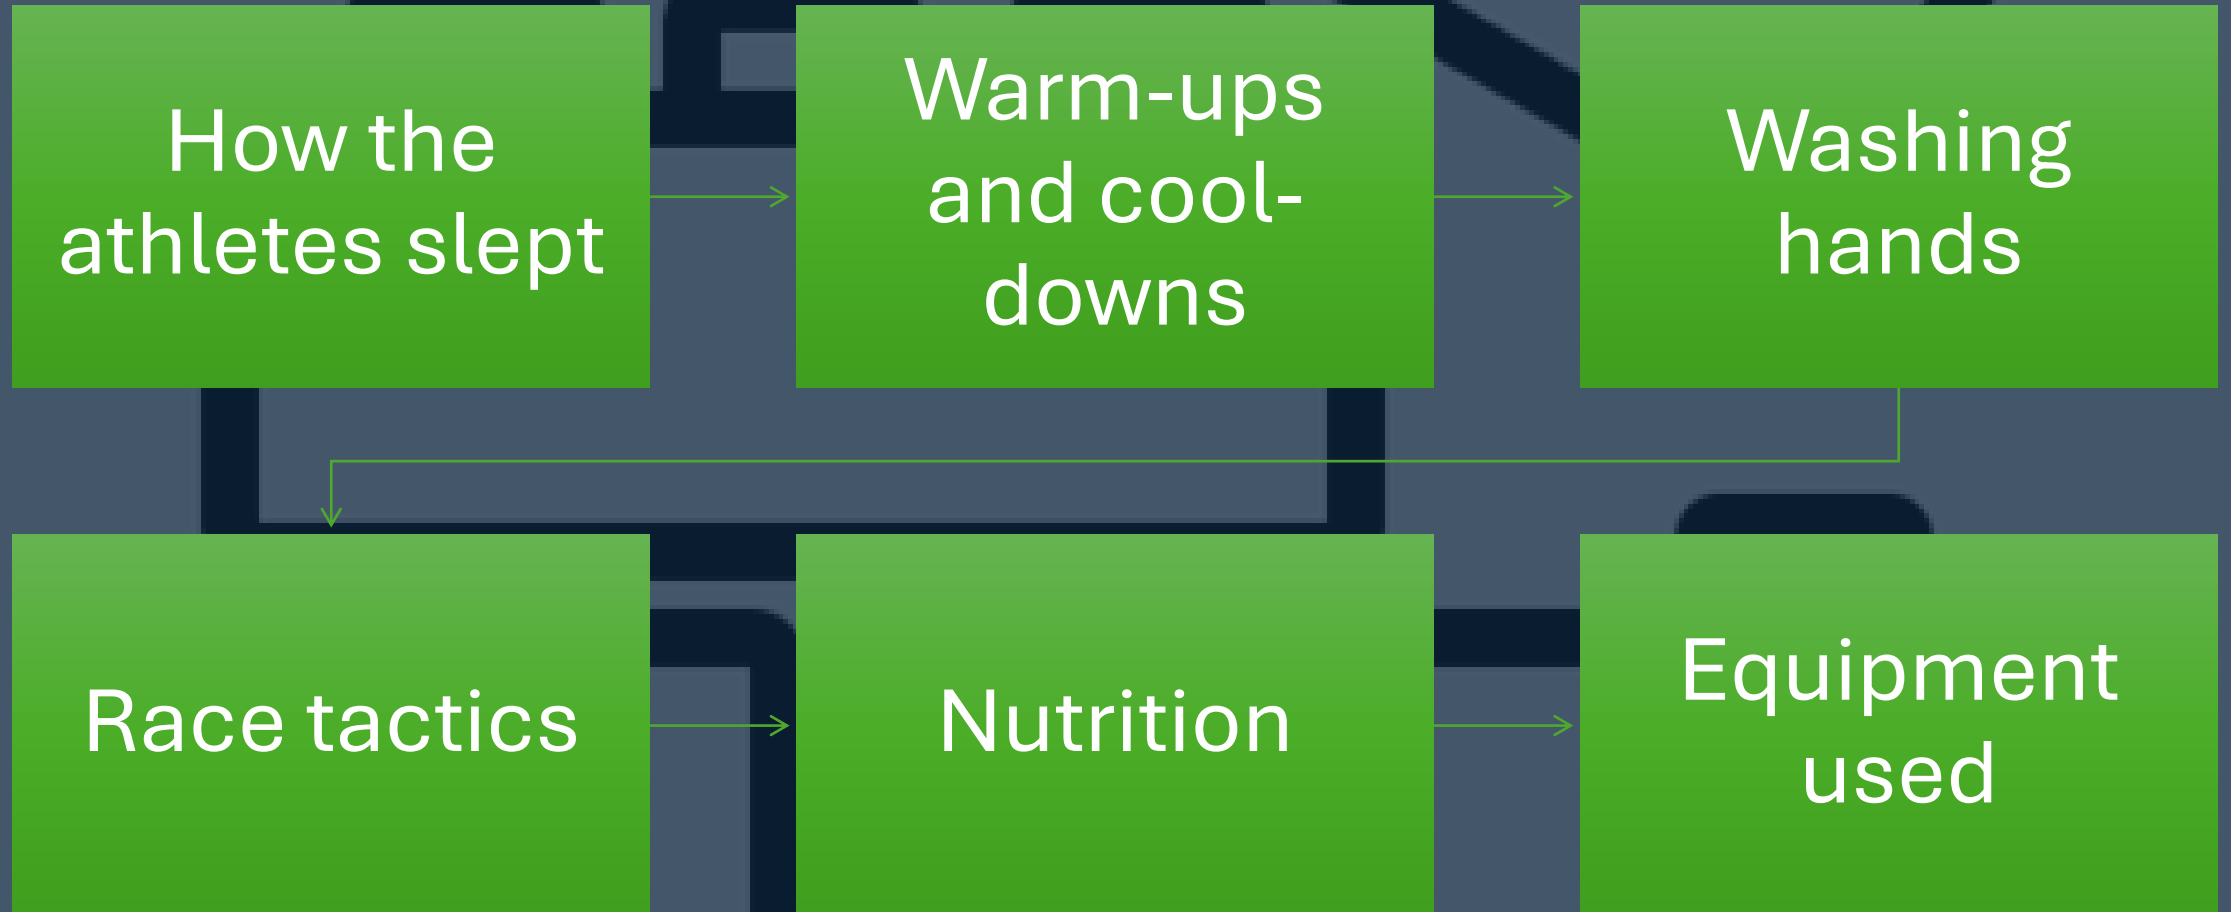 How the
athletes slept
Warm-ups
and cool-
downs
Washing
hands
Race tactics
Nutrition
Equipment
used